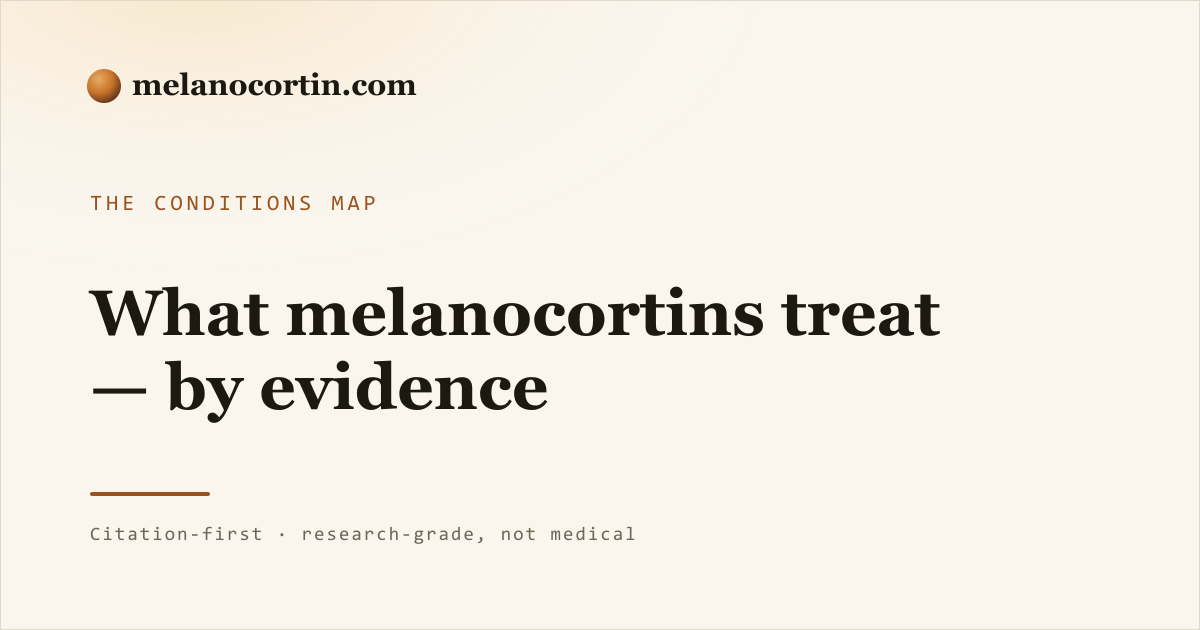 melanocortin.com
THE CONDITIONS MAP
What melanocortins treat
— by evidence
Citation-first · research-grade, not medical